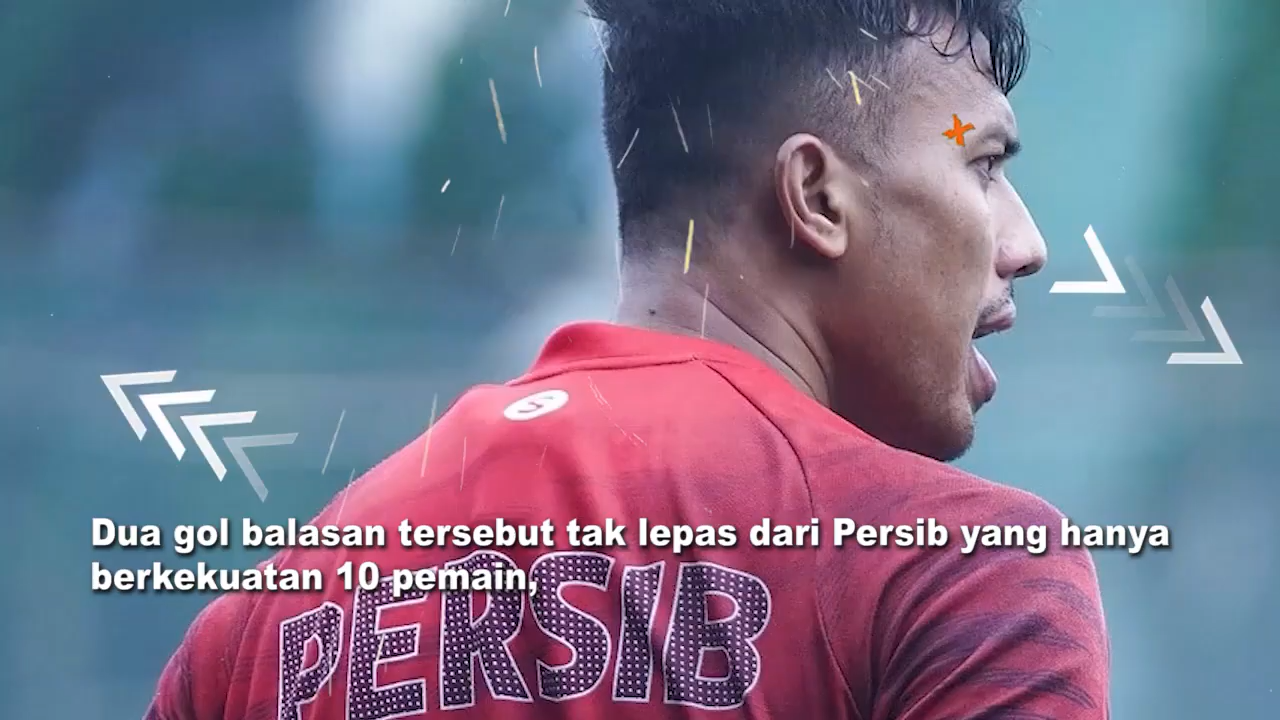 Dua gol balasan tersebut tak lepas dari Persib yang hanya
berkekuatan 10 pemain,
PERSIB